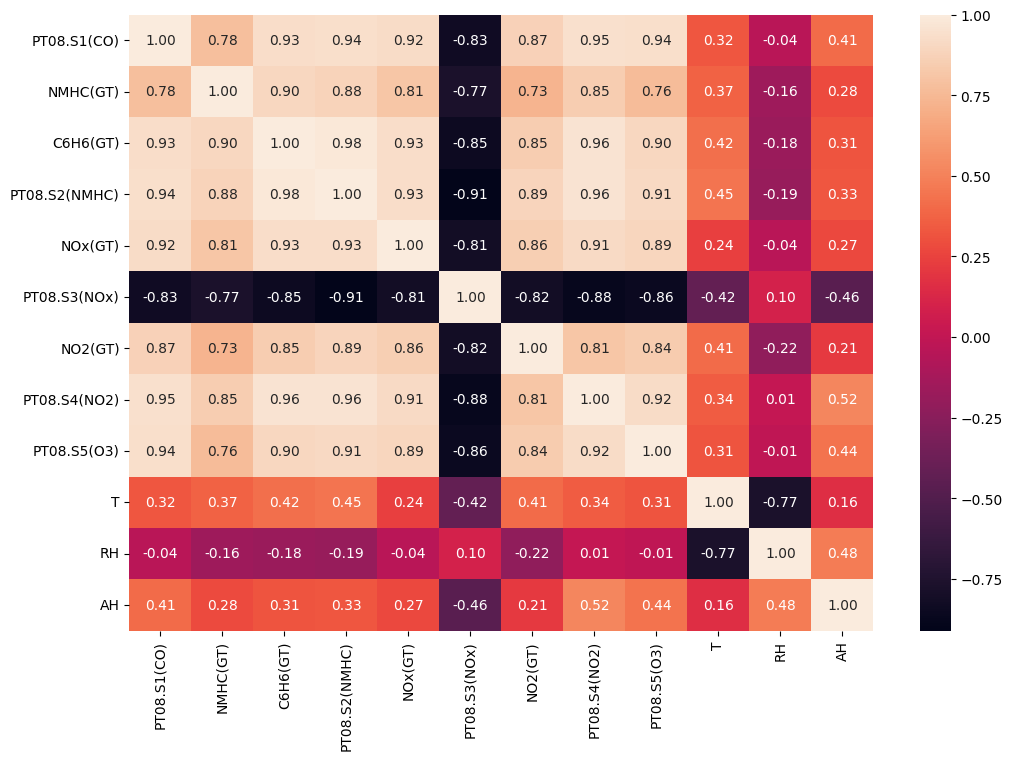 PT08.S1(CO) 1.00 0.78 0.93 0.94 0.92 -0.83 0.87 0.95 0.94 0.32 -0.04 0.41
NMHC(GT) 0.78 1.00 0.90 0.88 0.81 -0.77 0.73 0.85 0.76 0.37 -0.16 0.28
C6H6(GT) 0.93 0.90 1.00 0.98 0.93 -0.85 0.85 0.96 0.90 0.42 -0.18 0.31
PT08.S2(NMHC) 0.94 0.88 0.98 1.00 0.93 -0.91 0.89 0.96 0.91 0.45 -0.19 0.33
NOx(GT) 0.92 0.81 0.93 0.93 1.00 -0.81 0.86 0.91 0.89 0.24 -0.04 0.27
PT08.S3(NOx) -0.83 -0.77 -0.85 -0.91 -0.81 1.00 -0.82 -0.88 -0.86 -0.42 0.10 -0.46
NO2(GT) 0.87 0.73 0.85 0.89 0.86 -0.82 1.00 0.81 0.84 0.41 -0.22 0.21
PT08.S4(NO2) 0.95 0.85 0.96 0.96 0.91 -0.88 0.81 1.00 0.92 0.34 0.01 0.52
PT08.S5(O3) 0.94 0.76 0.90 0.91 0.89 -0.86 0.84 0.92 1.00 0.31 -0.01 0.44
T 0.32 0.37 0.42 0.45 0.24 -0.42 0.41 0.34 0.31 1.00 -0.77 0.16
RH -0.04 -0.16 -0.18 -0.19 -0.04 0.10 -0.22 0.01 -0.01 -0.77 1.00 0.48
AH 0.41 0.28 0.31 0.33 0.27 -0.46 0.21 0.52 0.44 0.16 0.48 1.00
PT08.S1(CO)
NMHC(GT)
C6H6(GT)
PT08.S2(NMHC)
NOx(GT)
PT08.S3(NOx)
NO2(GT)
PT08.S4(NO2)
PT08.S5(O3)
T
RH
AH
1.00
0.75
0.50
0.25
0.00
−0.25
−0.50
−0.75